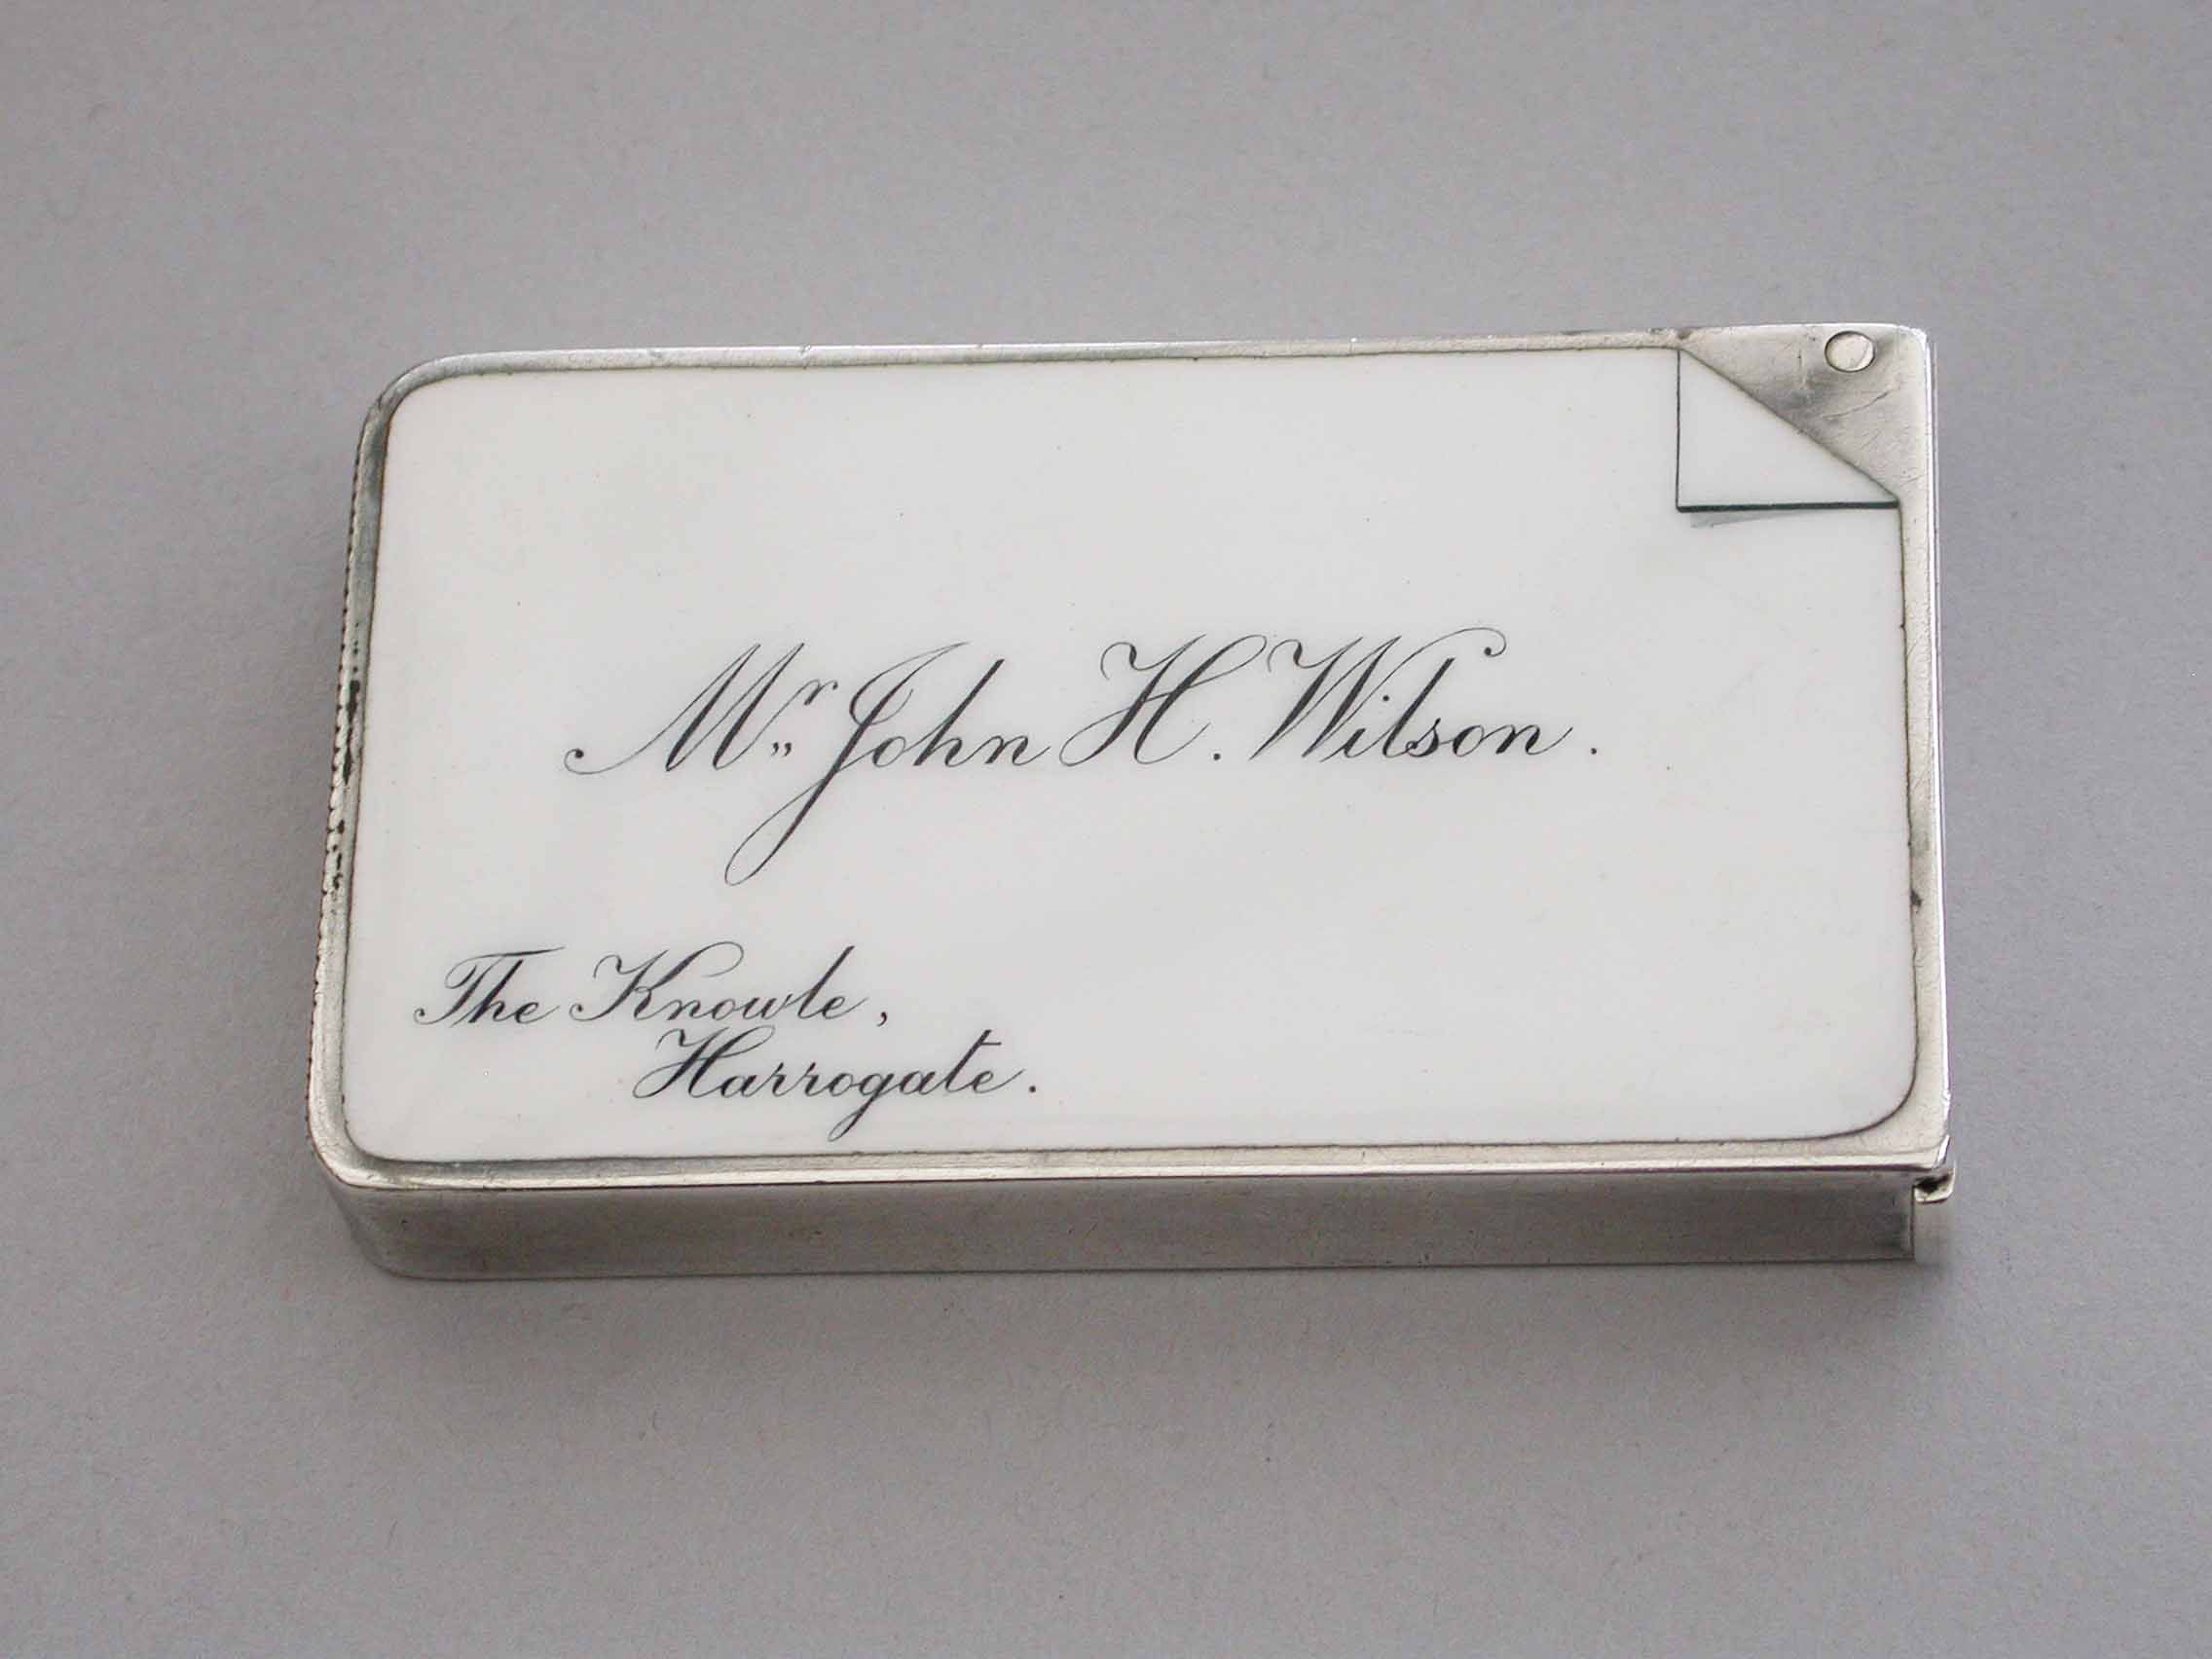 Mr John H. Wilson.
The Knowle,
Harrogate.